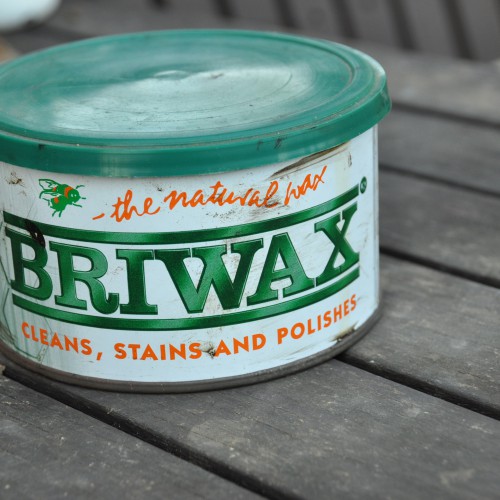 - the natural wax
BRIWAX®
CLEANS, STAINS AND POLISHES